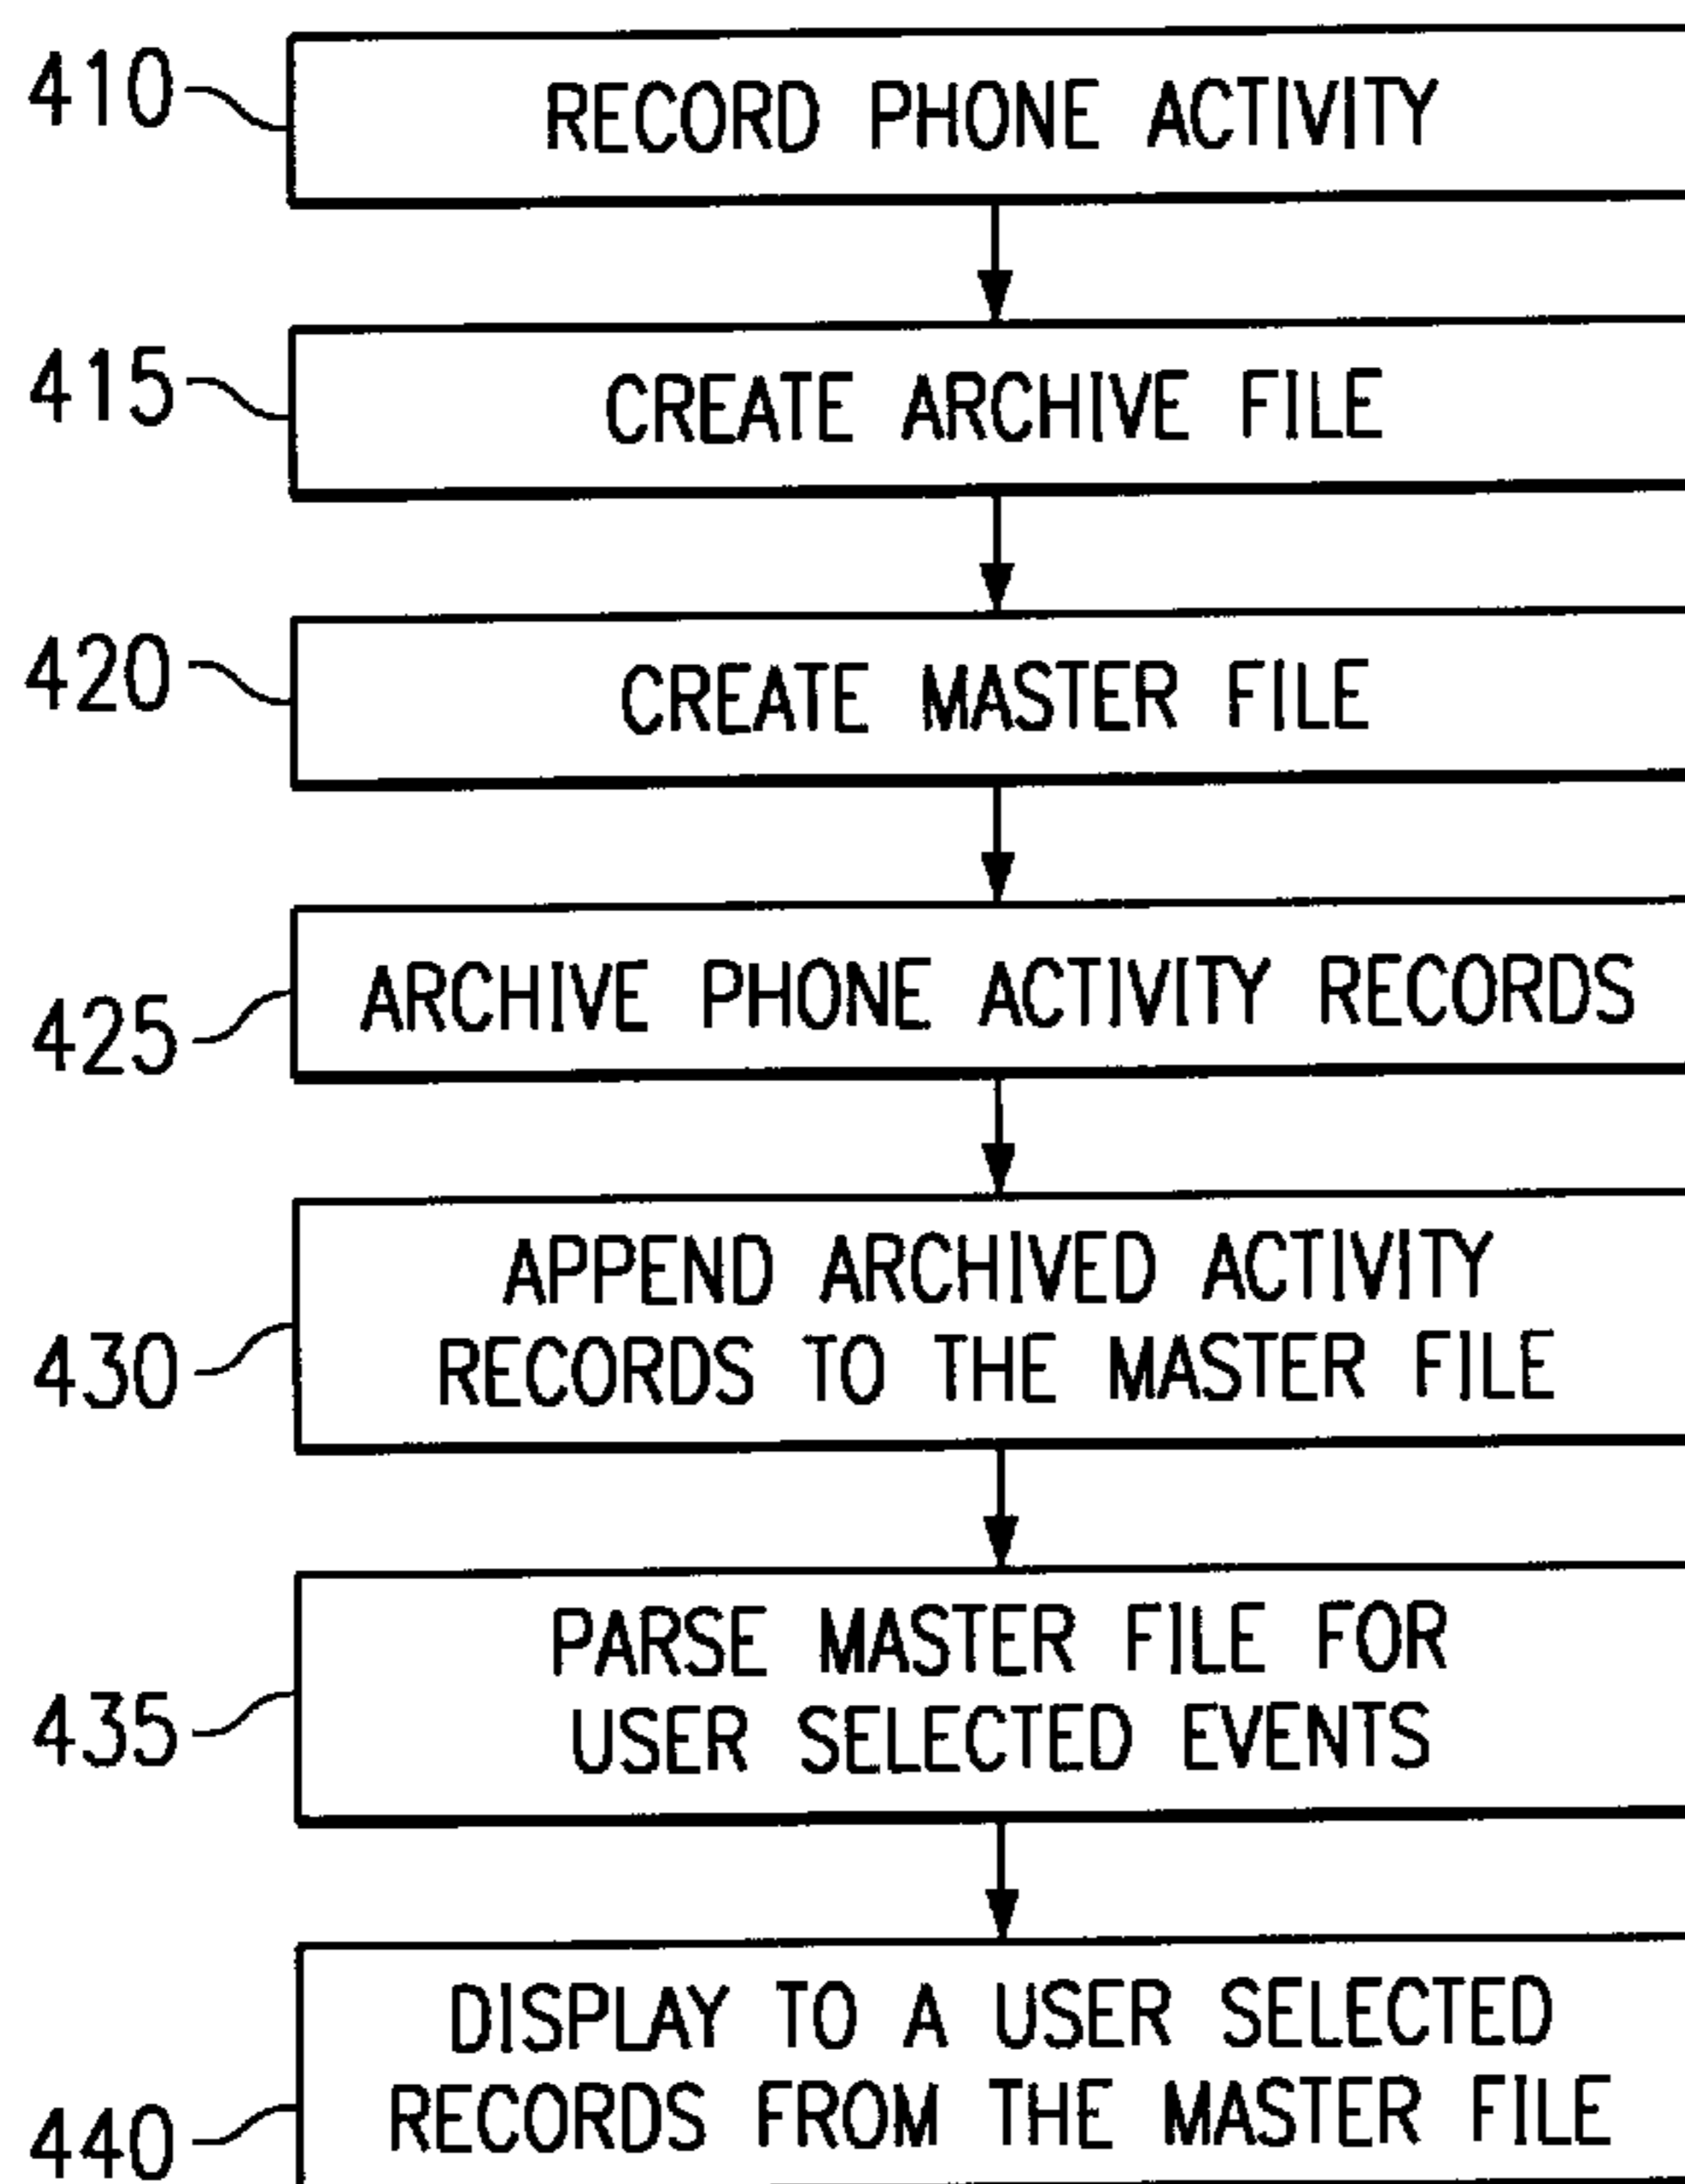 410
RECORD PHONE ACTIVITY
415
CREATE ARCHIVE FILE
420
CREATE MASTER FILE
425
ARCHIVE PHONE ACTIVITY RECORDS
430
APPEND ARCHIVED ACTIVITY
RECORDS TO THE MASTER FILE
435
PARSE MASTER FILE FOR
USER SELECTED EVENTS
440
DISPLAY TO A USER SELECTED
RECORDS FROM THE MASTER FILE